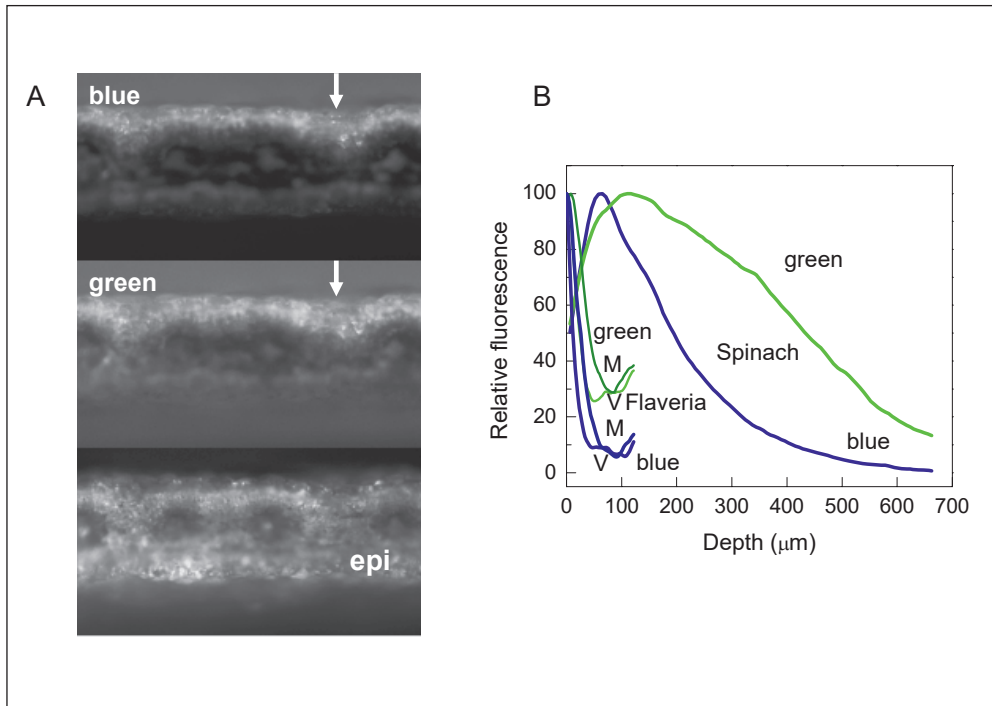 A
blue
green
epi
B
Relative fluorescence
100
80
60
40
20
0
green
green
M
Spinach
V Flaveria
M
V
blue
blue
0 100 200 300 400 500 600 700
Depth (μm)